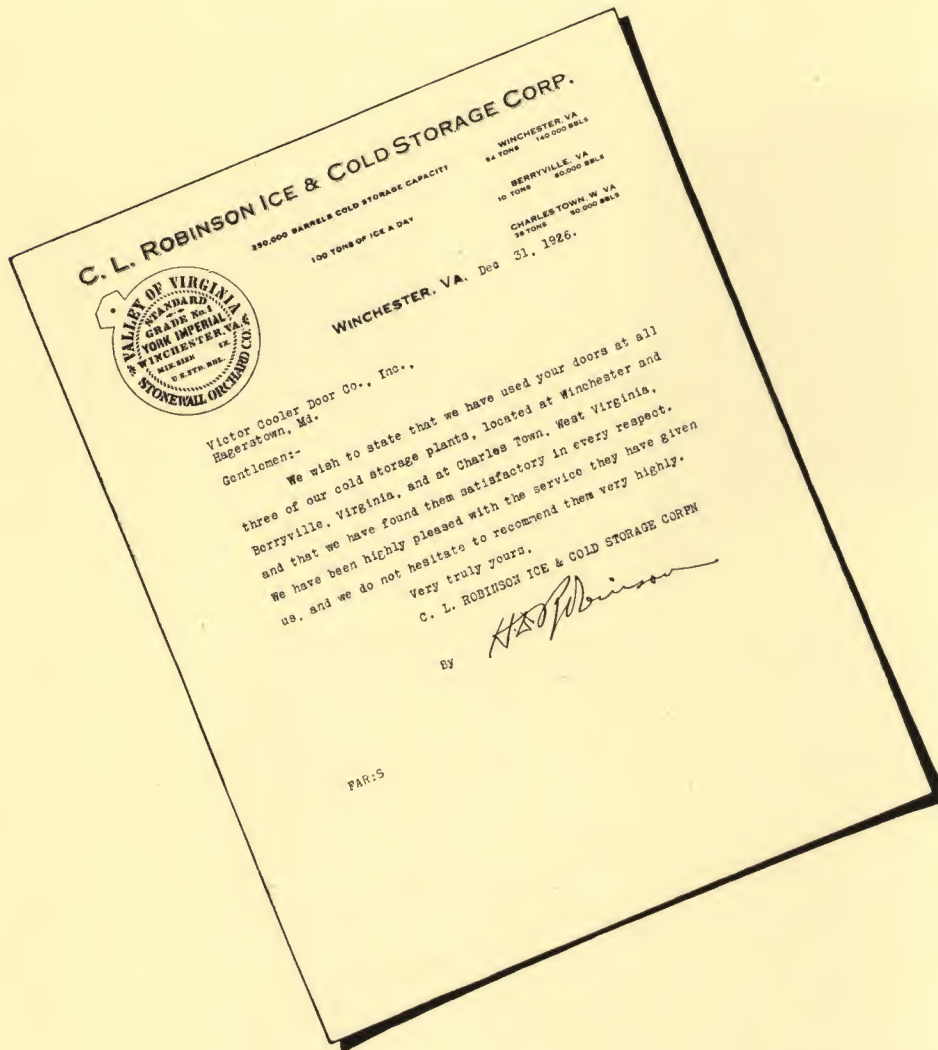 C. L. ROBINSON ICE & COLD STORAGE CORP.
250,000 BARRELS COLD STORAGE CAPACITY
100 TONS OF ICE A DAY
WINCHESTER, VA
54 TONS 140 000 BBLS
BERRYVILLE, VA
10 TONS 60,000 BBLS
CHARLES TOWN, W. VA
36 TONS 50,000 BBLS
VALLEY OF VIRGINIA
STANDARD
GRADE No. 1
YORK IMPERIAL
WINCHESTER, VA.
MIN. SIZE IN.
U.S. STD. BBL.
STONEWALL ORCHARD CO.
WINCHESTER, VA. Dec 31, 1926.
Victor Cooler Door Co., Inc.,
Hagerstown, Md.
Gentlemen:-
We wish to state that we have used your doors at all
three of our cold storage plants, located at Winchester and
Berryville, Virginia, and at Charles Town, West Virginia,
and that we have found them satisfactory in every respect.
We have been highly pleased with the service they have given
us, and we do not hesitate to recommend them very highly.
Very truly yours,
C. L. ROBINSON ICE & COLD STORAGE CORPN
By
Robinson
FAR:S